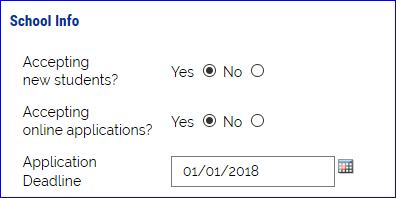 School Info
Accepting
new students?
Yes No
Accepting
online applications?
Yes No
Application
Deadline
01/01/2018